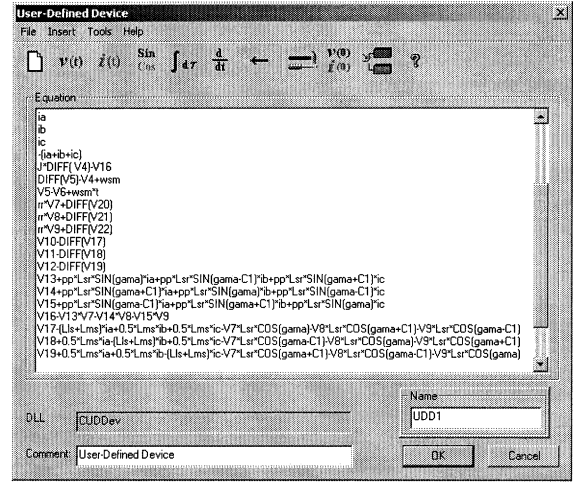 User-Defined Device
File Insert Tools Help
v(t) i(t) Sin Cos ∫dτ d/dt v(0) i(0)
Equation
ia
ib
ic
-(ia+ib+ic)
J*DIFF( V4)-V16
DIFF(V5)-V4+wsm
V5-V6+wsm*t
rr*V7+DIFF(V20)
rr*V8+DIFF(V21)
rr*V9+DIFF(V22)
V10-DIFF(V17)
V11-DIFF(V18)
V12-DIFF(V19)
V13+pp*Lsr*SIN(gama)*ia+pp*Lsr*SIN(gama-C1)*ib+pp*Lsr*SIN(gama+C1)*ic
V14+pp*Lsr*SIN(gama+C1)*ia+pp*Lsr*SIN(gama)*ib+pp*Lsr*SIN(gama-C1)*ic
V15+pp*Lsr*SIN(gama-C1)*ia+pp*Lsr*SIN(gama+C1)*ib+pp*Lsr*SIN(gama)*ic
V16-V13*V7-V14*V8-V15*V9
V17-(Lls+Lms)*ia+0.5*Lms*ib+0.5*Lms*ic-V7*Lsr*COS(gama)-V8*Lsr*COS(gama+C1)-V9*Lsr*COS(gama-C1)
V18+0.5*Lms*ia-(Lls+Lms)*ib+0.5*Lms*ic-V7*Lsr*COS(gama-C1)-V8*Lsr*COS(gama)-V9*Lsr*COS(gama+C1)
V19+0.5*Lms*ia+0.5*Lms*ib-(Lls+Lms)*ic-V7*Lsr*COS(gama+C1)-V8*Lsr*COS(gama-C1)-V9*Lsr*COS(gama)
Name
DLL CUDDev UDD1
Comment: User-Defined Device OK Cancel